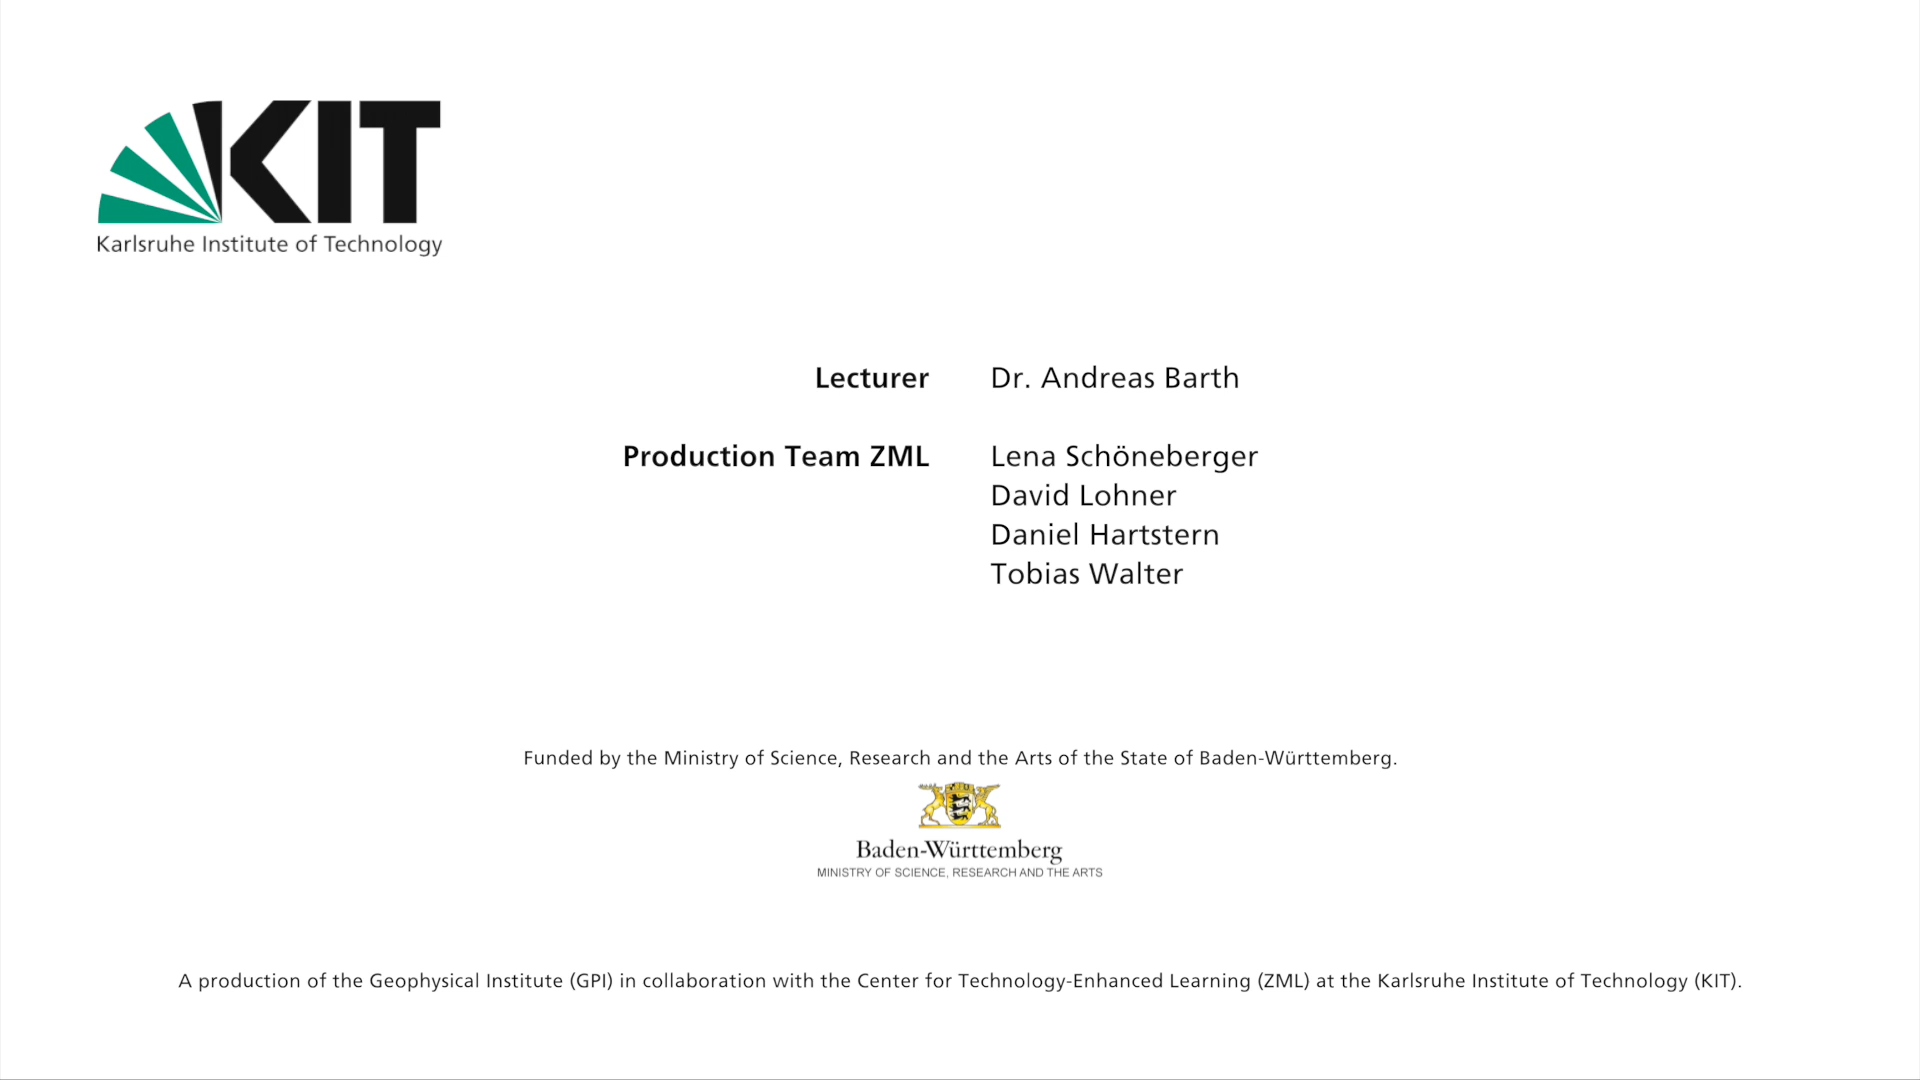 KIT
Karlsruhe Institute of Technology
Lecturer Dr. Andreas Barth
Production Team ZML Lena Schöneberger
David Lohner
Daniel Hartstern
Tobias Walter
Funded by the Ministry of Science, Research and the Arts of the State of Baden-Württemberg.
Baden-Württemberg
MINISTRY OF SCIENCE, RESEARCH AND THE ARTS
A production of the Geophysical Institute (GPI) in collaboration with the Center for Technology-Enhanced Learning (ZML) at the Karlsruhe Institute of Technology (KIT).